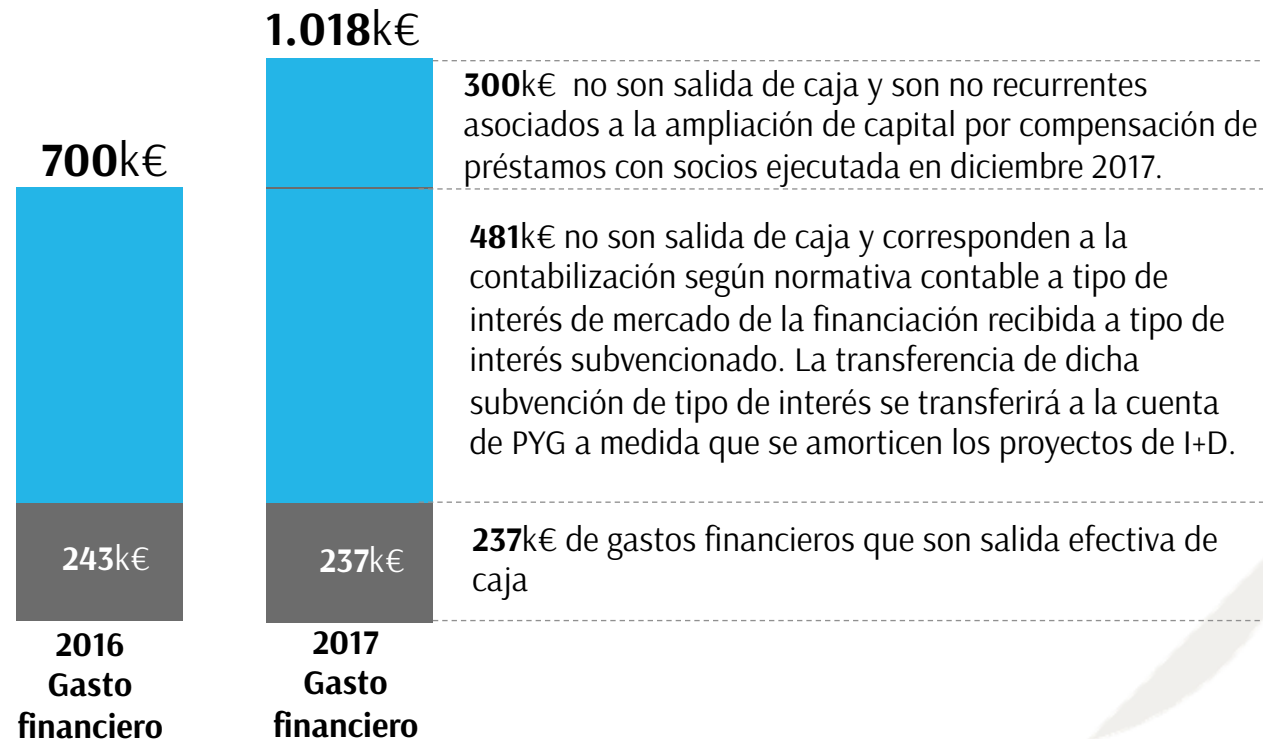 1.018k€
700k€
300k€ no son salida de caja y son no recurrentes
asociados a la ampliación de capital por compensación de
préstamos con socios ejecutada en diciembre 2017.
481k€ no son salida de caja y corresponden a la
contabilización según normativa contable a tipo de
interés de mercado de la financiación recibida a tipo de
interés subvencionado. La transferencia de dicha
subvención de tipo de interés se transferirá a la cuenta
de PYG a medida que se amorticen los proyectos de I+D.
243k€
237k€
237k€ de gastos financieros que son salida efectiva de
caja
2016
Gasto
financiero
2017
Gasto
financiero